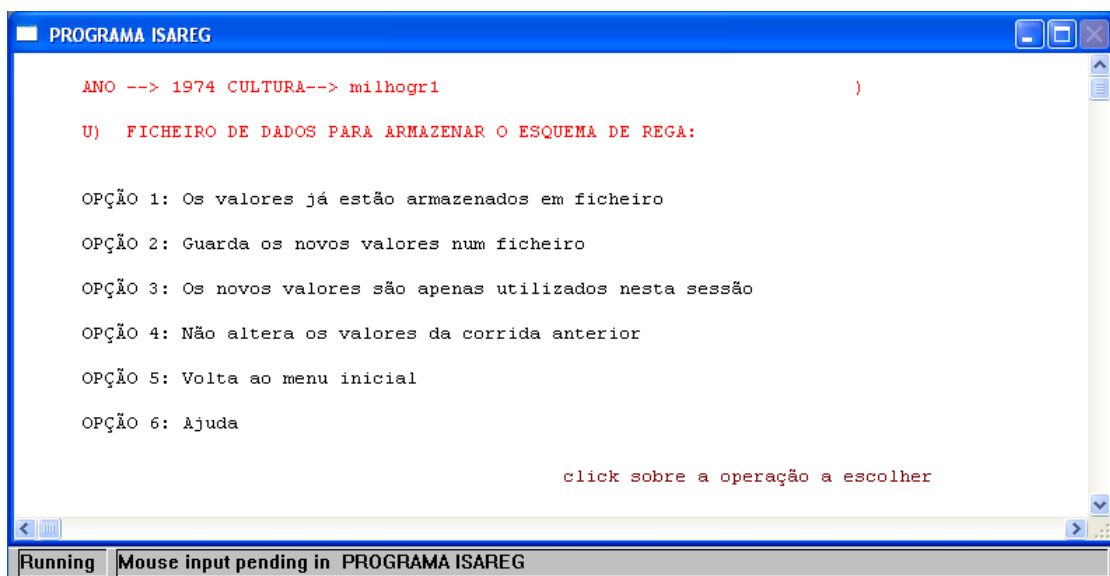 PROGRAMA ISAREG
ANO --> 1974 CULTURA--> milhogr1 )
U) FICHEIRO DE DADOS PARA ARMAZENAR O ESQUEMA DE REGA:
OPÇÃO 1: Os valores já estão armazenados em ficheiro
OPÇÃO 2: Guarda os novos valores num ficheiro
OPÇÃO 3: Os novos valores são apenas utilizados nesta sessão
OPÇÃO 4: Não altera os valores da corrida anterior
OPÇÃO 5: Volta ao menu inicial
OPÇÃO 6: Ajuda
click sobre a operação a escolher
Running Mouse input pending in PROGRAMA ISAREG